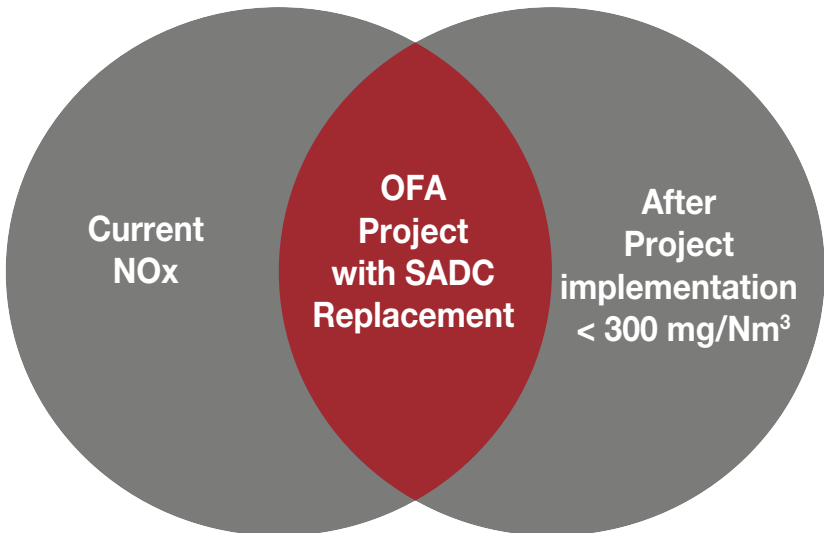 Current
NOx
OFA
Project
with SADC
Replacement
After
Project
implementation
< 300 mg/Nm³